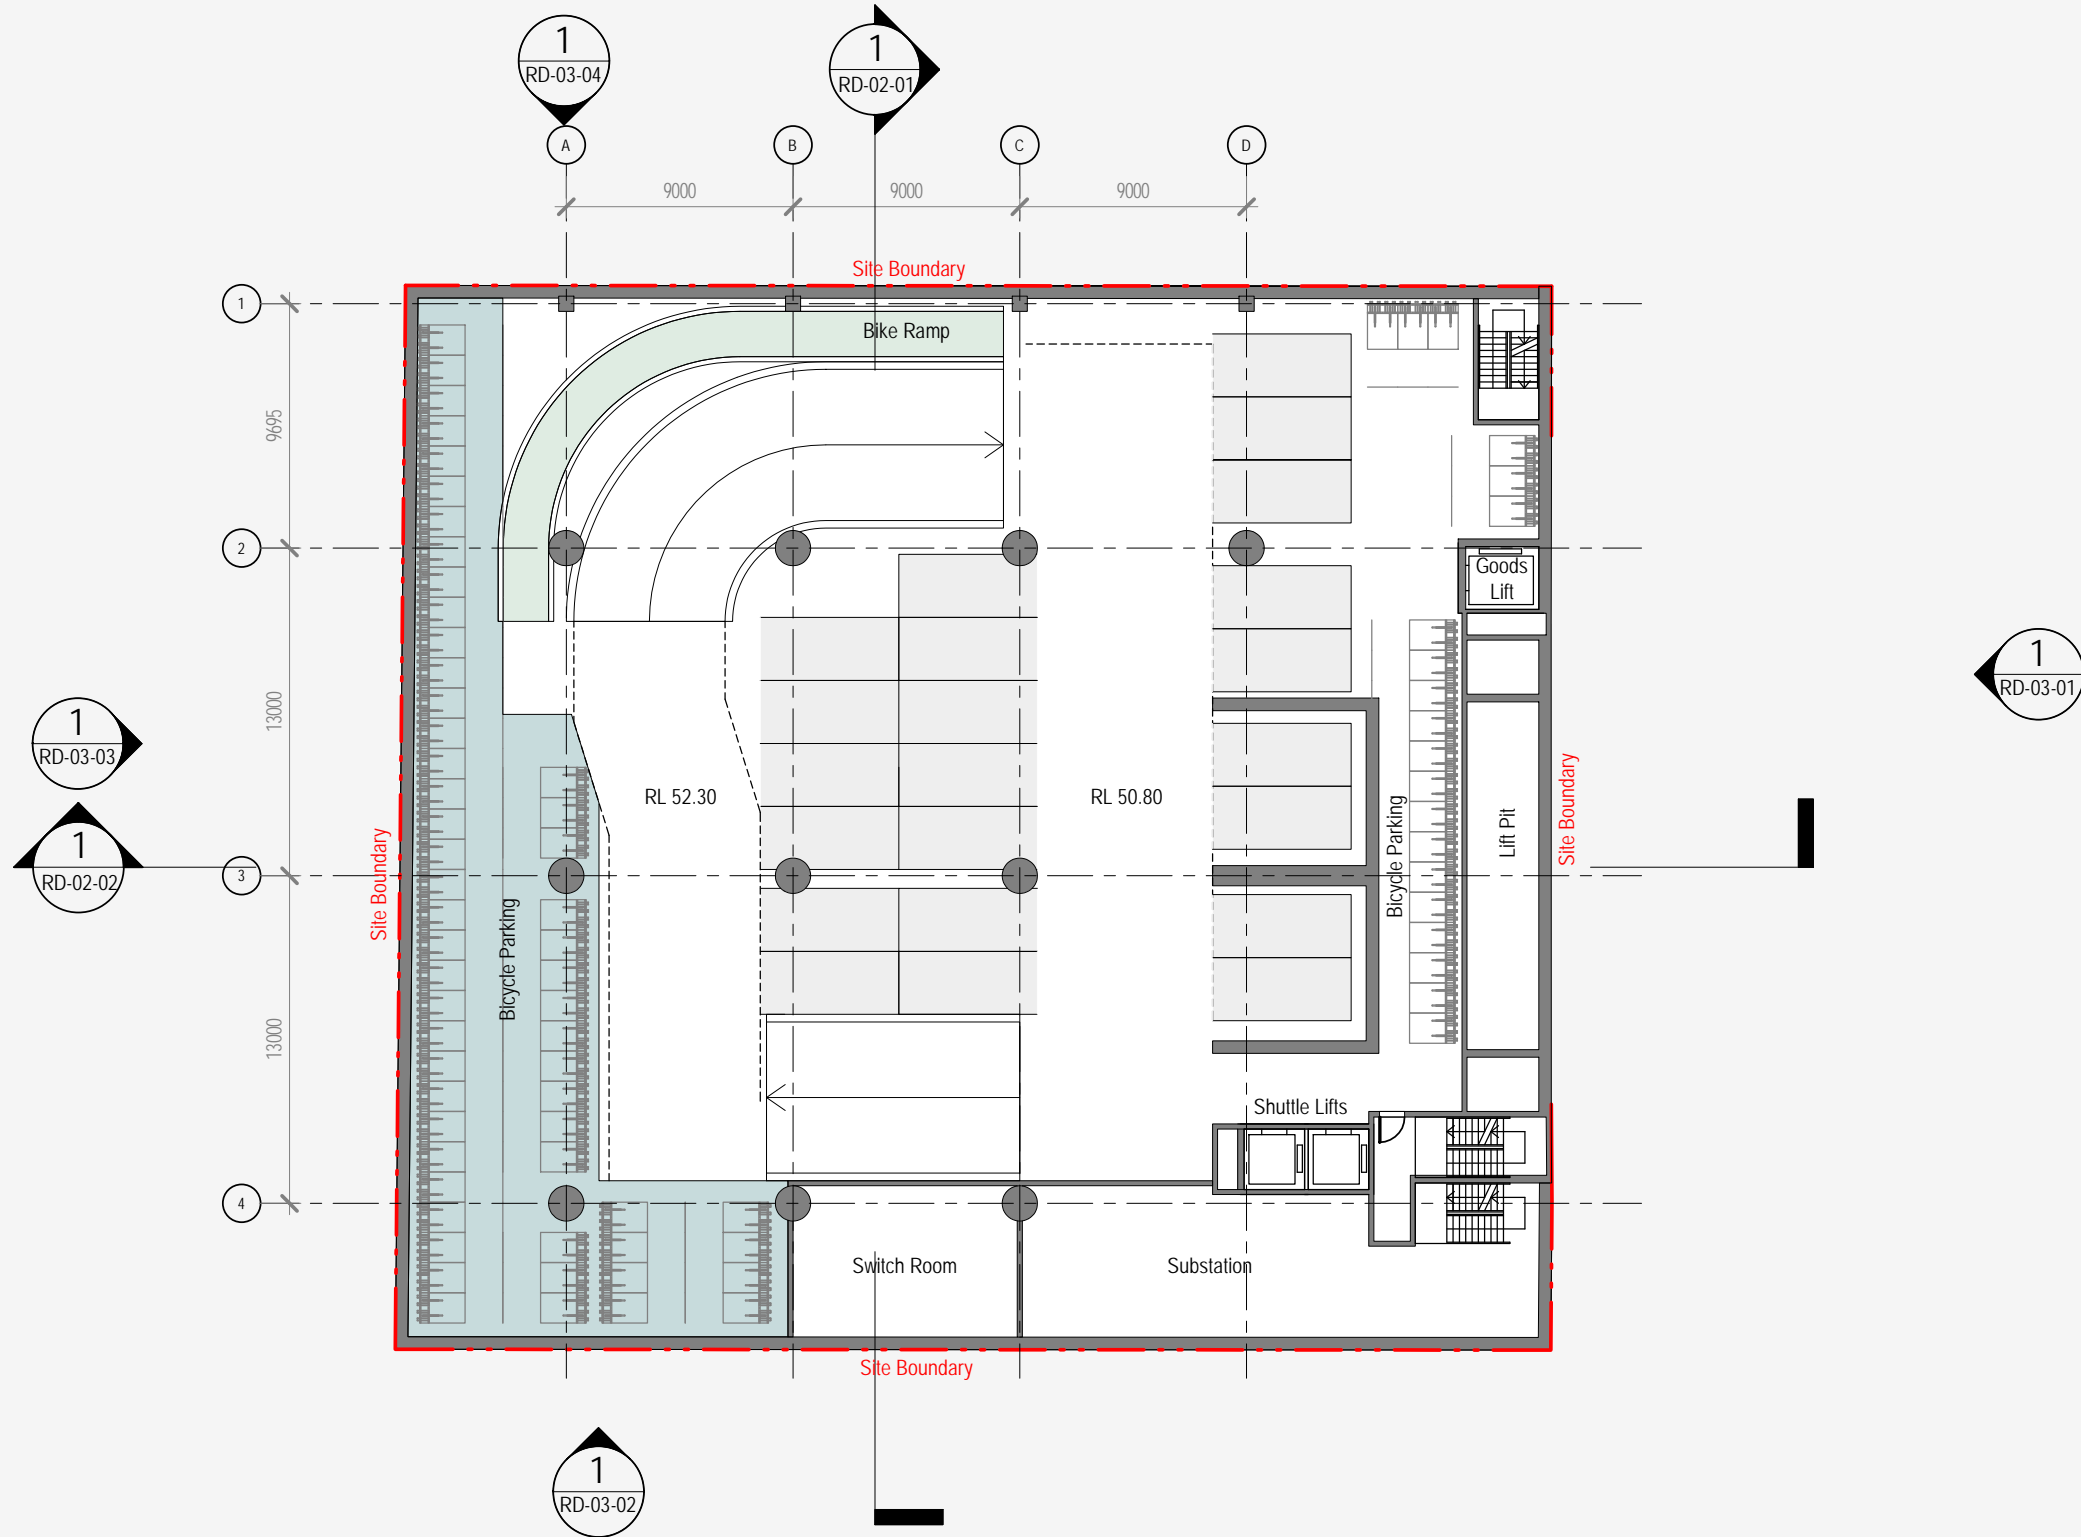 1
RD-03-04
1
RD-02-01
A
B
C
D
9000
9000
9000
Site Boundary
1
Bike Ramp
9695
2
Goods
Lift
1
RD-03-01
13000
1
RD-03-03
RL 52.30
RL 50.80
Bicycle Parking
Lift Pit
Site Boundary
Site Boundary
1
RD-02-02
3
Bicycle Parking
13000
Shuttle Lifts
4
Switch Room
Substation
Site Boundary
1
RD-03-02